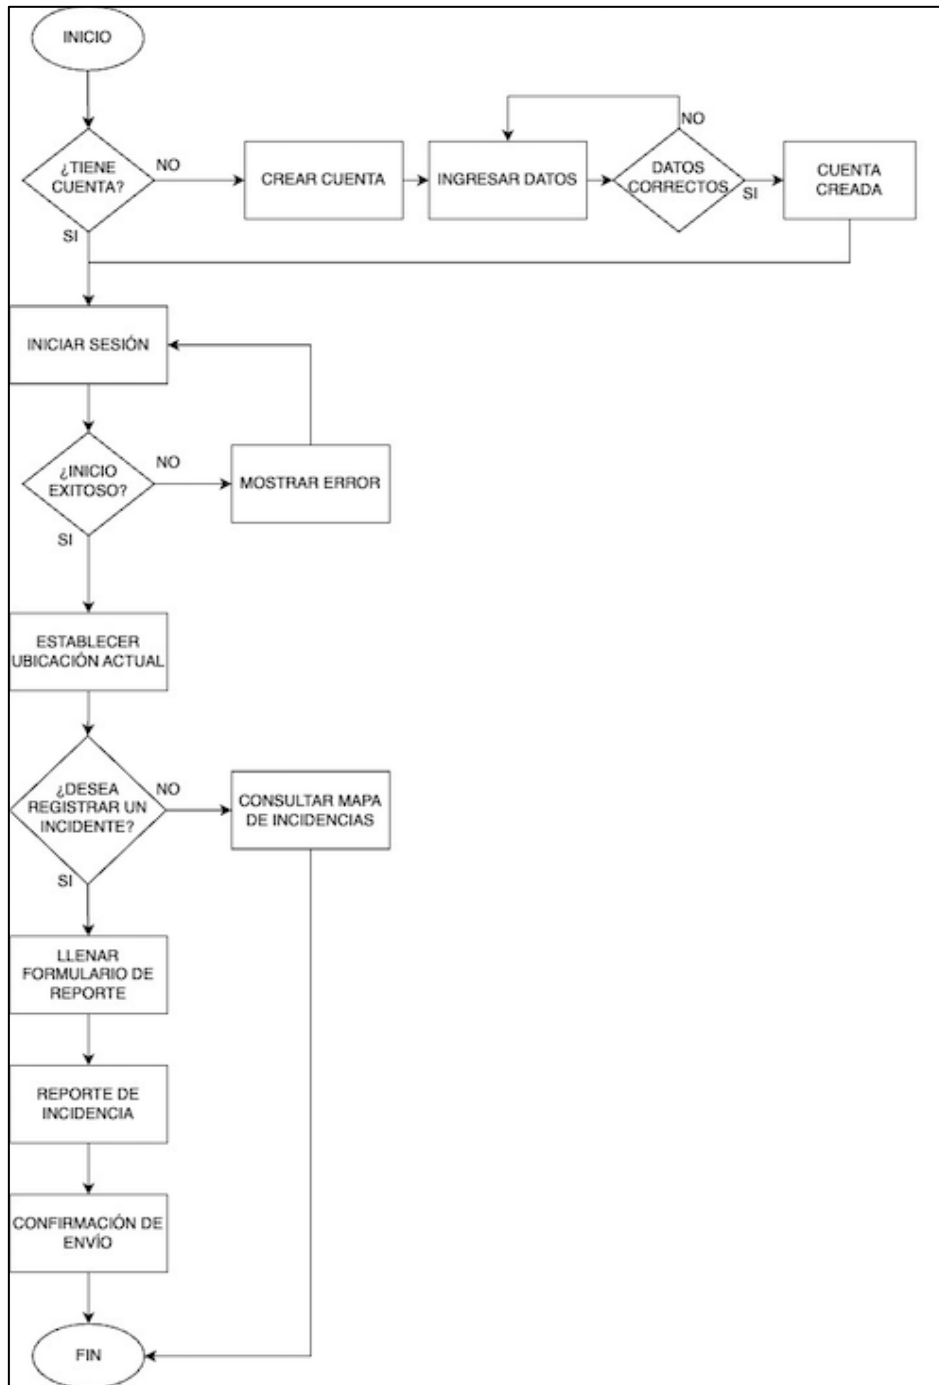 INICIO
¿TIENE
CUENTA?
NO
CREAR CUENTA
INGRESAR DATOS
NO
DATOS
CORRECTOS
SI
CUENTA
CREADA
SI
INICIAR SESIÓN
¿INICIO
EXITOSO?
NO
MOSTRAR ERROR
SI
ESTABLECER
UBICACIÓN ACTUAL
¿DESEA
REGISTRAR UN
INCIDENTE?
NO
CONSULTAR MAPA
DE INCIDENCIAS
SI
LLENAR
FORMULARIO DE
REPORTE
REPORTE DE
INCIDENCIA
CONFIRMACIÓN DE
ENVÍO
FIN